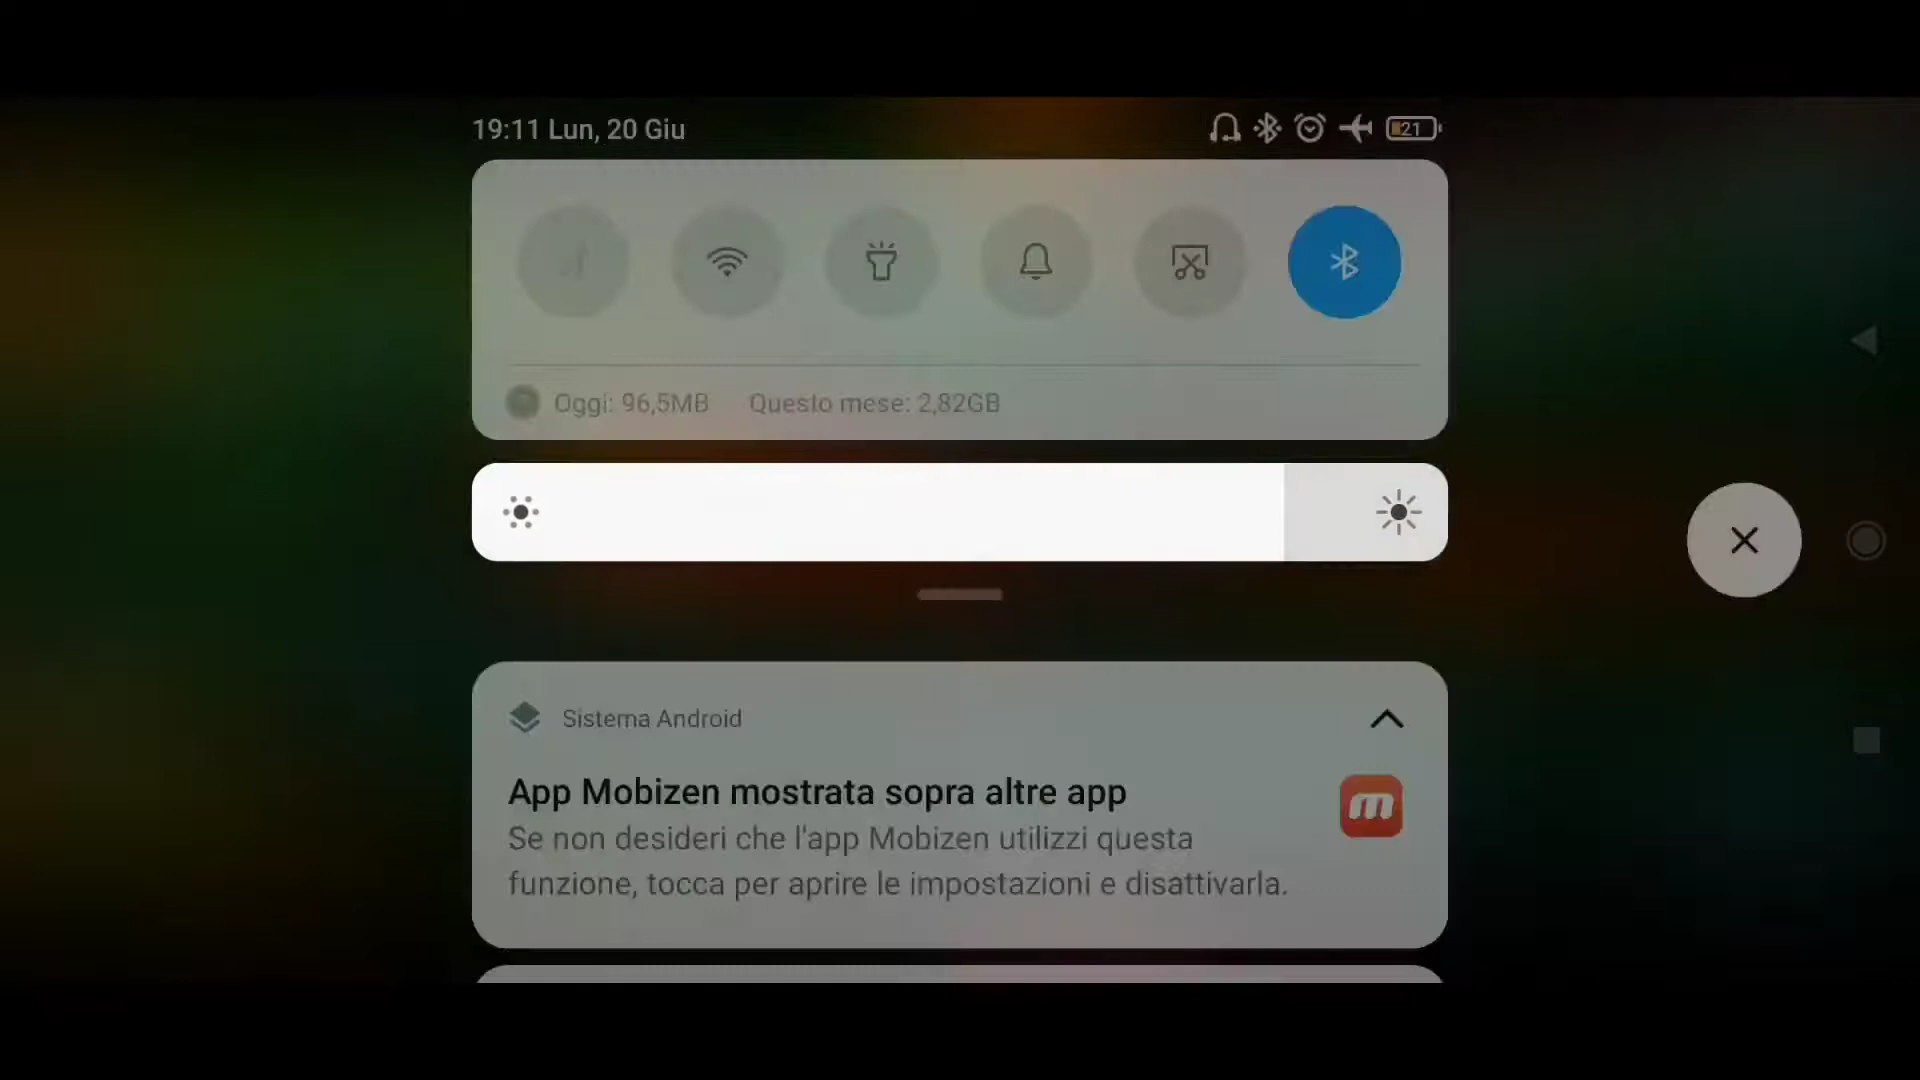 19:11 Lun, 20 Giu
21
Oggi: 96,5MB Questo mese: 2,82GB
Sistema Android
App Mobizen mostrata sopra altre app
Se non desideri che l'app Mobizen utilizzi questa
funzione, tocca per aprire le impostazioni e disattivarla.